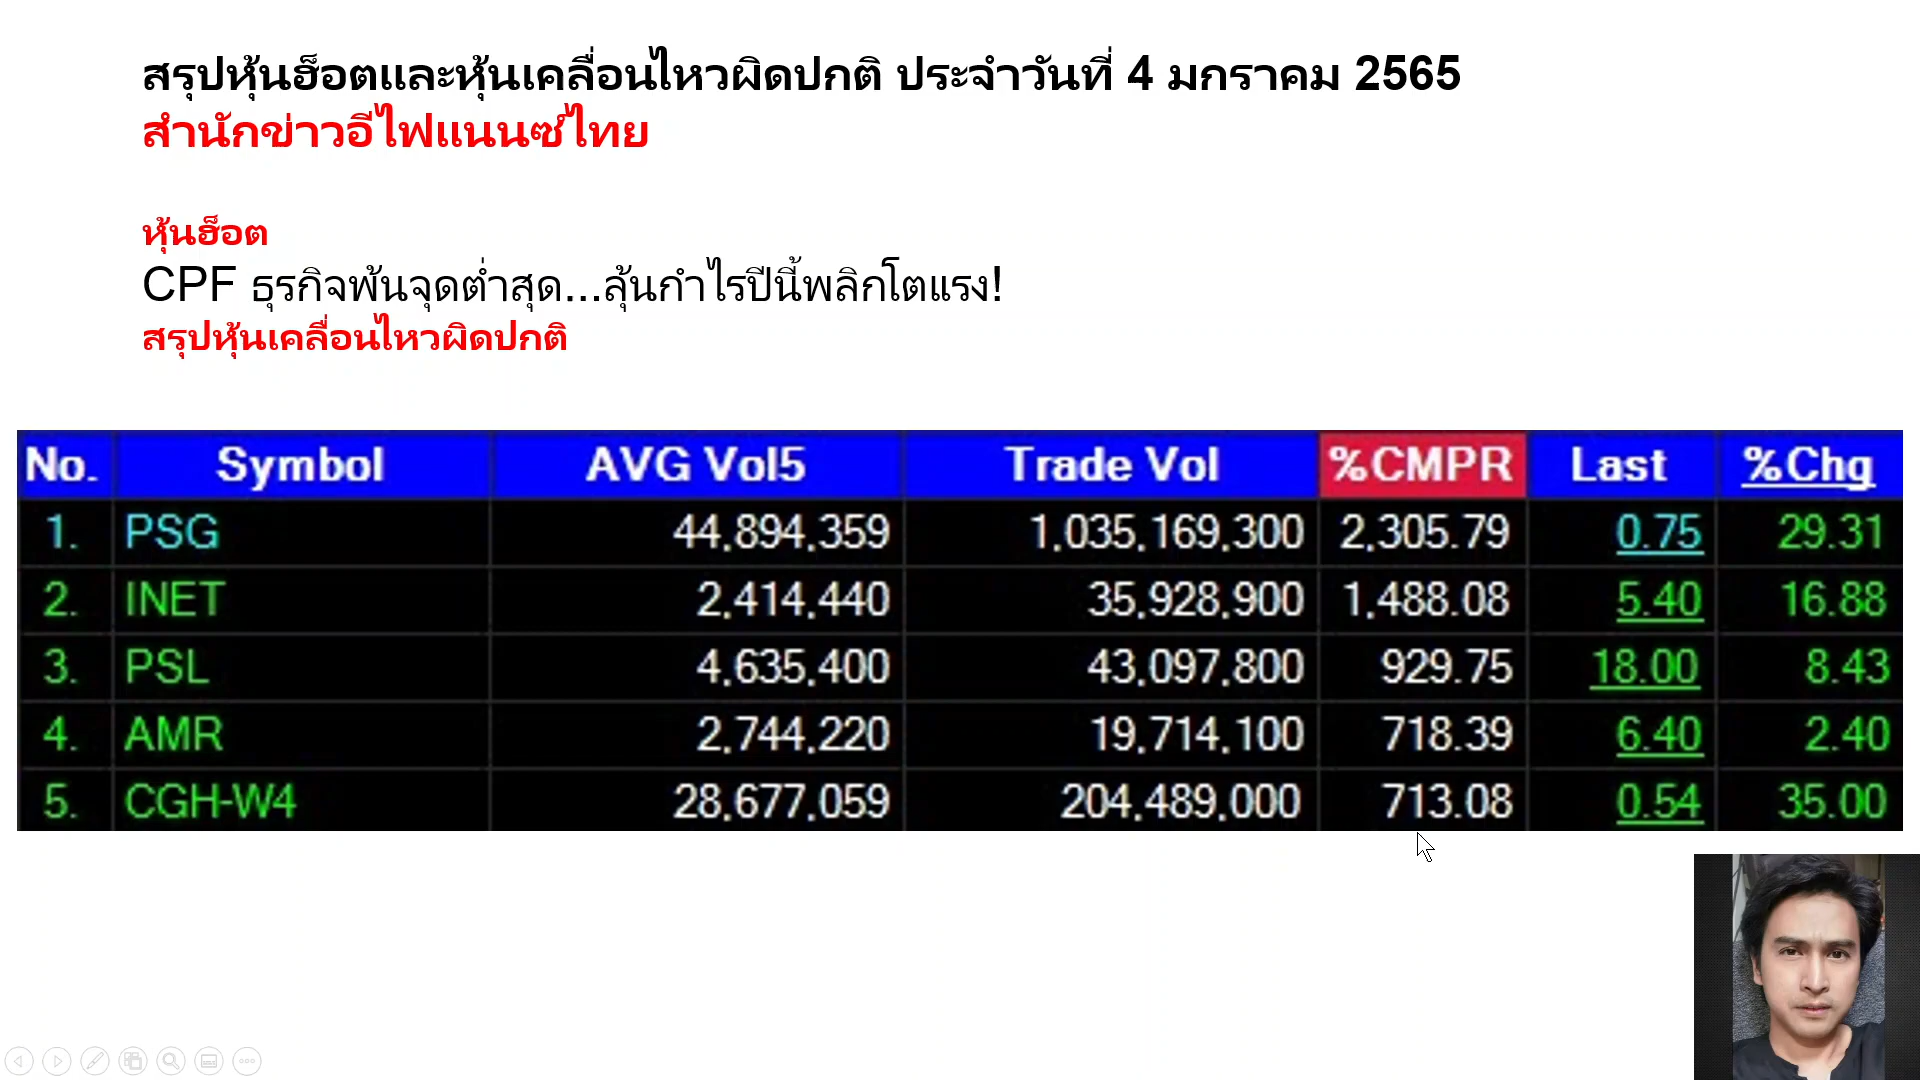 สรุปหุ้นฮ็อตและหุ้นเคลื่อนไหวผิดปกติ ประจำวันที่ 4 มกราคม 2565
สำนักข่าวอีไฟแนนซ์ไทย
หุ้นฮ็อต
CPF ธุรกิจพ้นจุดต่ำสุด...ลุ้นกำไรปีนี้พลิกโตแรง!
สรุปหุ้นเคลื่อนไหวผิดปกติ
No. Symbol AVG Vol5 Trade Vol %CMPR Last %Chg
1. PSG 44,894,359 1,035,169,300 2,305.79 0.75 29.31
2. INET 2,414,440 35,928,900 1,488.08 5.40 16.88
3. PSL 4,635,400 43,097,800 929.75 18.00 8.43
4. AMR 2,744,220 19,714,100 718.39 6.40 2.40
5. CGH-W4 28,677,059 204,489,000 713.08 0.54 35.00